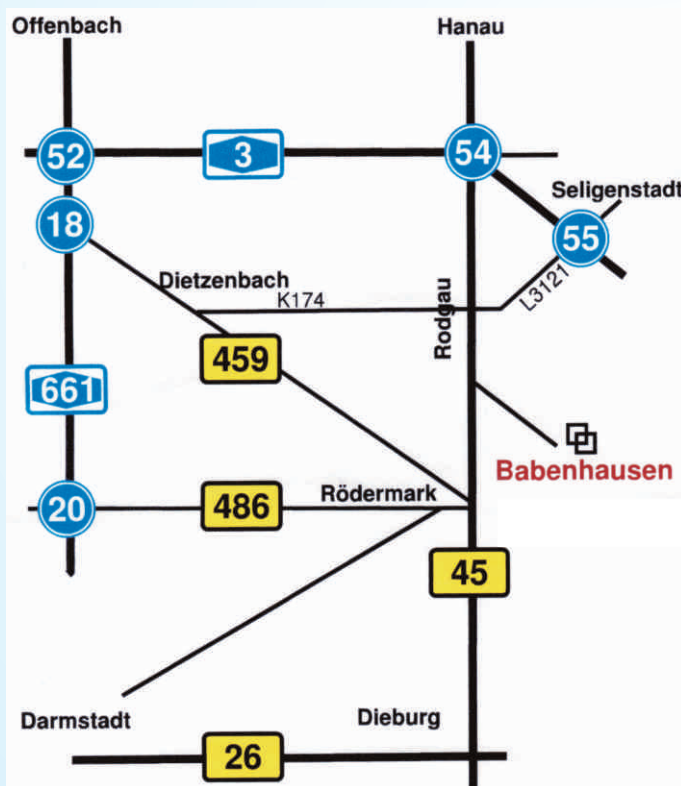 Offenbach
Hanau
52
3
54
Seligenstadt
18
55
Dietzenbach
K174
L3121
Rodgau
459
661
Babenhausen
Rödermark
20
486
45
Darmstadt
Dieburg
26